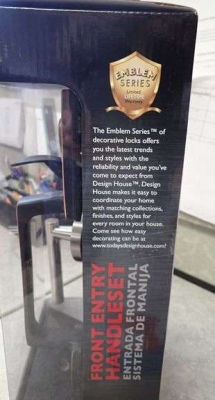 EMBLEM
SERIES
LIMITED
LIFETIME
WARRANTY
The Emblem Series™ of
decorative locks offers
you the latest trends
and styles with the
reliability and value you've
come to expect from
Design House™. Design
House makes it easy to
coordinate your home
with matching collections,
finishes, and styles for
every room in your house.
Come see how easy
decorating can be at
www.todaysdesignhouse.com!
FRONT ENTRY
HANDLESET
ENTRADA FRONTAL
SISTEMA DE MANIJA